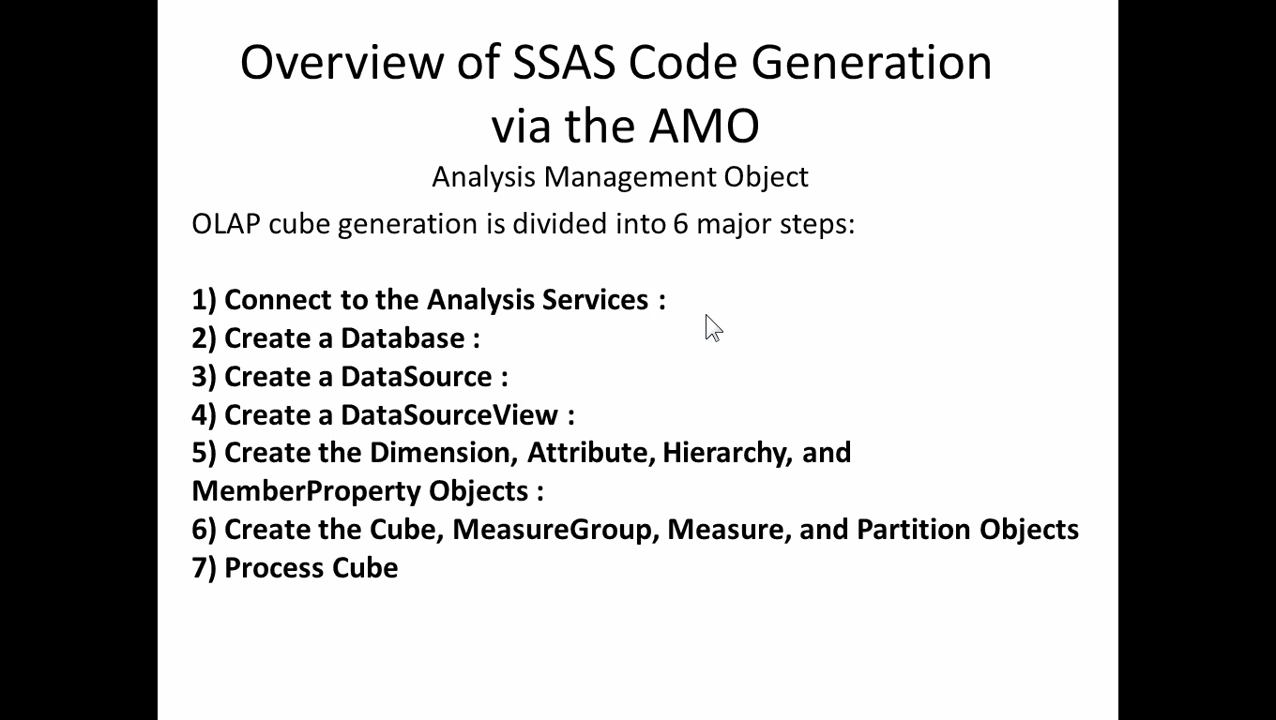 Overview of SSAS Code Generation
via the AMO
Analysis Management Object
OLAP cube generation is divided into 6 major steps:
1) Connect to the Analysis Services :
2) Create a Database :
3) Create a DataSource :
4) Create a DataSourceView :
5) Create the Dimension, Attribute, Hierarchy, and
MemberProperty Objects :
6) Create the Cube, MeasureGroup, Measure, and Partition Objects
7) Process Cube